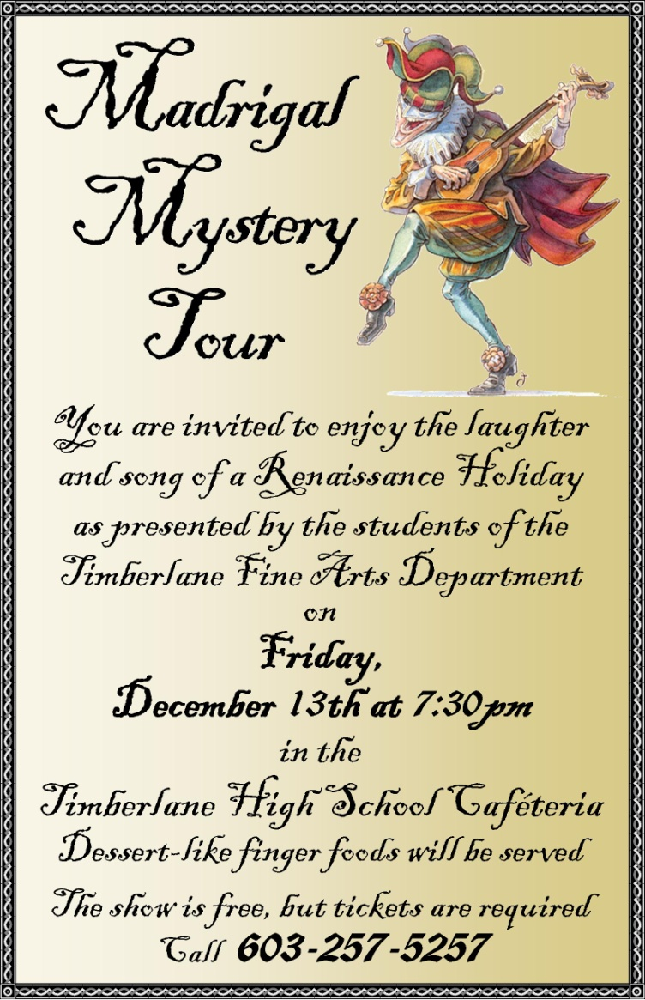 Madrigal
Mystery
Tour
You are invited to enjoy the laughter
and song of a Renaissance Holiday
as presented by the students of the
Timberlane Fine Arts Department
on
Friday,
December 13th at 7:30pm
in the
Timberlane High School Caféteria
Dessert-like finger foods will be served
The show is free, but tickets are required
Call 603-257-5257